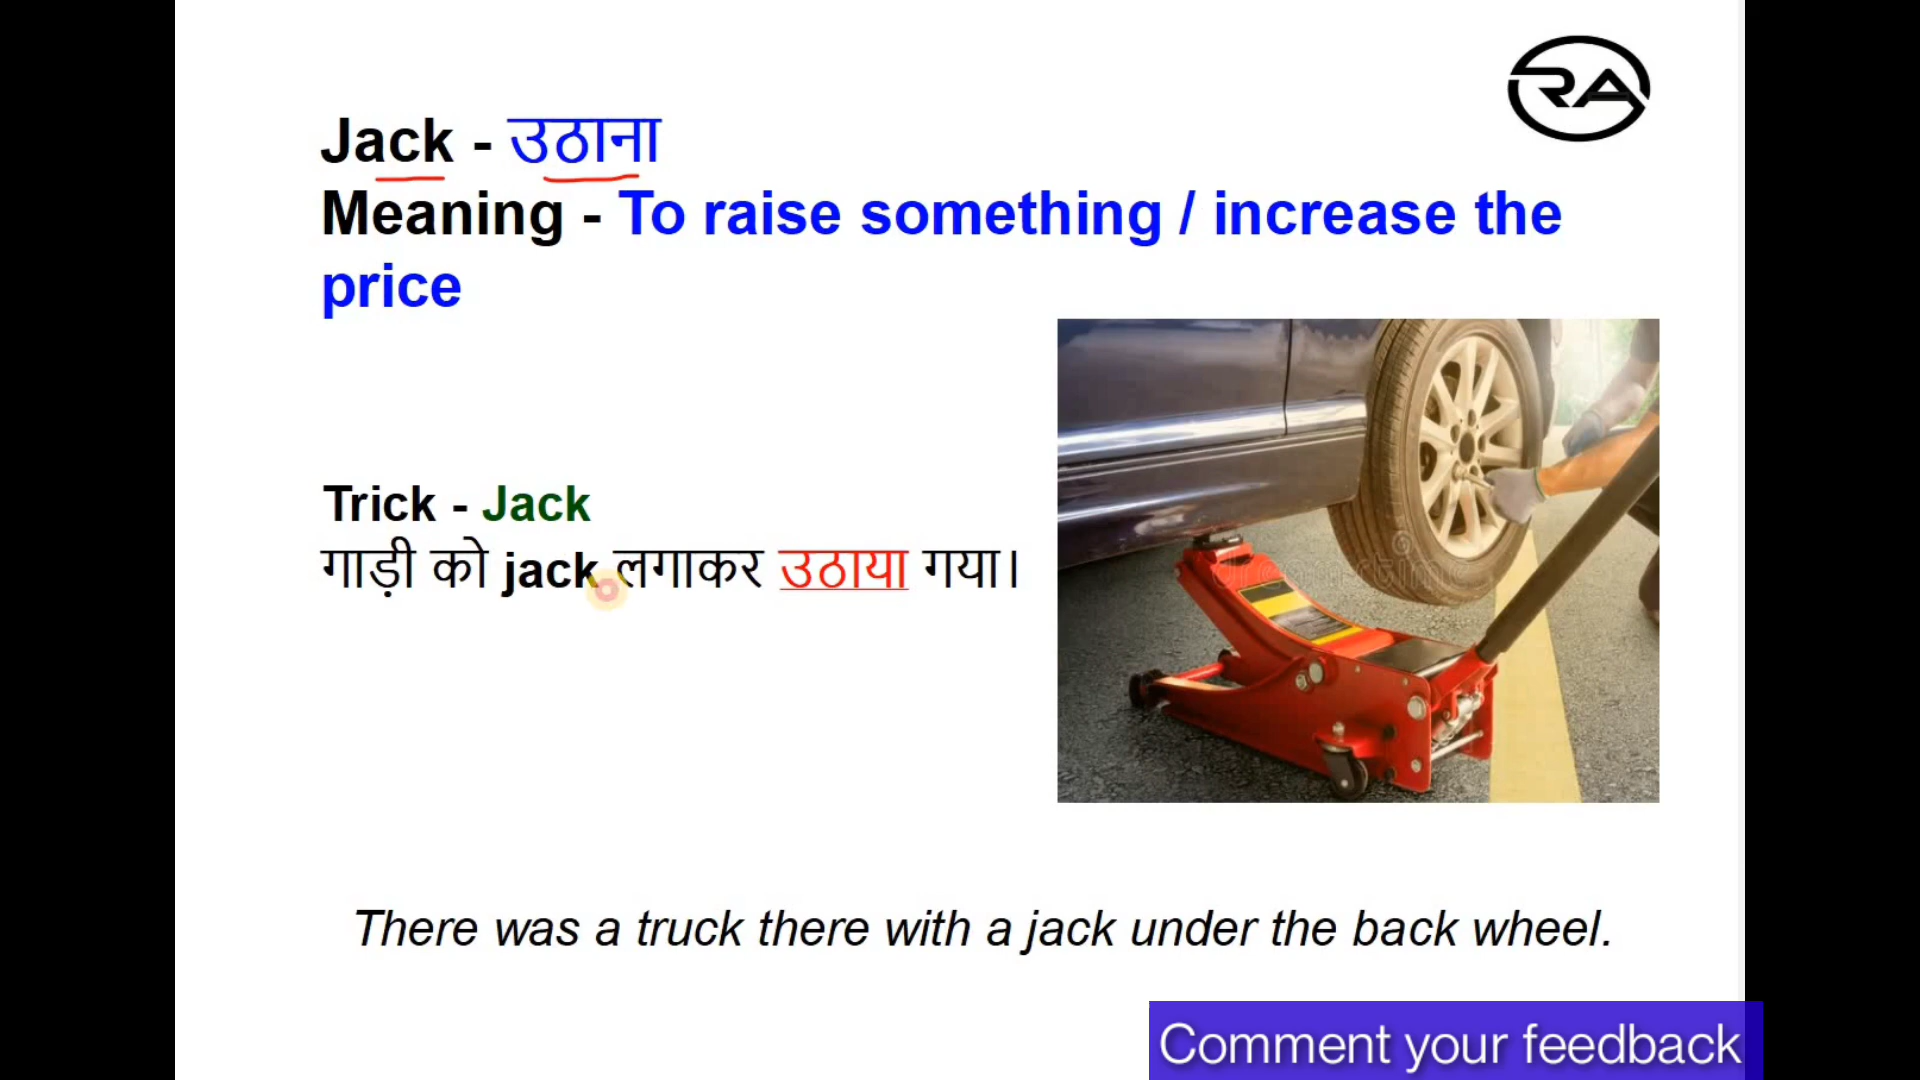 RA
Jack - उठाना
Meaning - To raise something / increase the
price
Trick - Jack
गाड़ी को jack लगाकर उठाया गया।
There was a truck there with a jack under the back wheel.
Comment your feedback